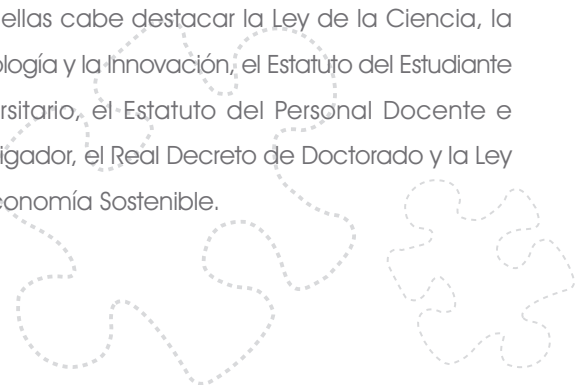 ellas cabe destacar la Ley de la Ciencia, la
ología y la Innovación, el Estatuto del Estudiante
rsitario, el Estatuto del Personal Docente e
igador, el Real Decreto de Doctorado y la Ley
conomía Sostenible.